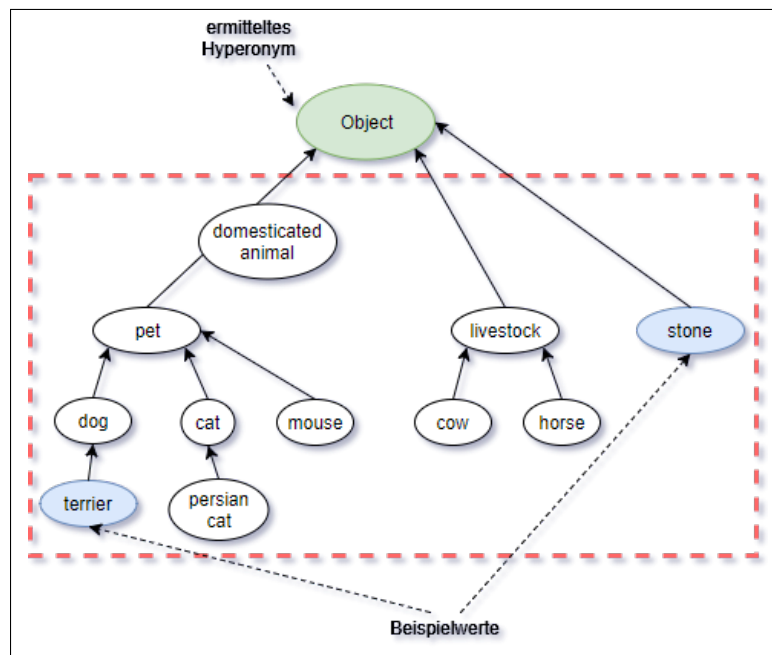 ermitteltes
Hyperonym
Object
domesticated
animal
pet
livestock
stone
dog
cat
mouse
cow
horse
terrier
persian
cat
Beispielwerte